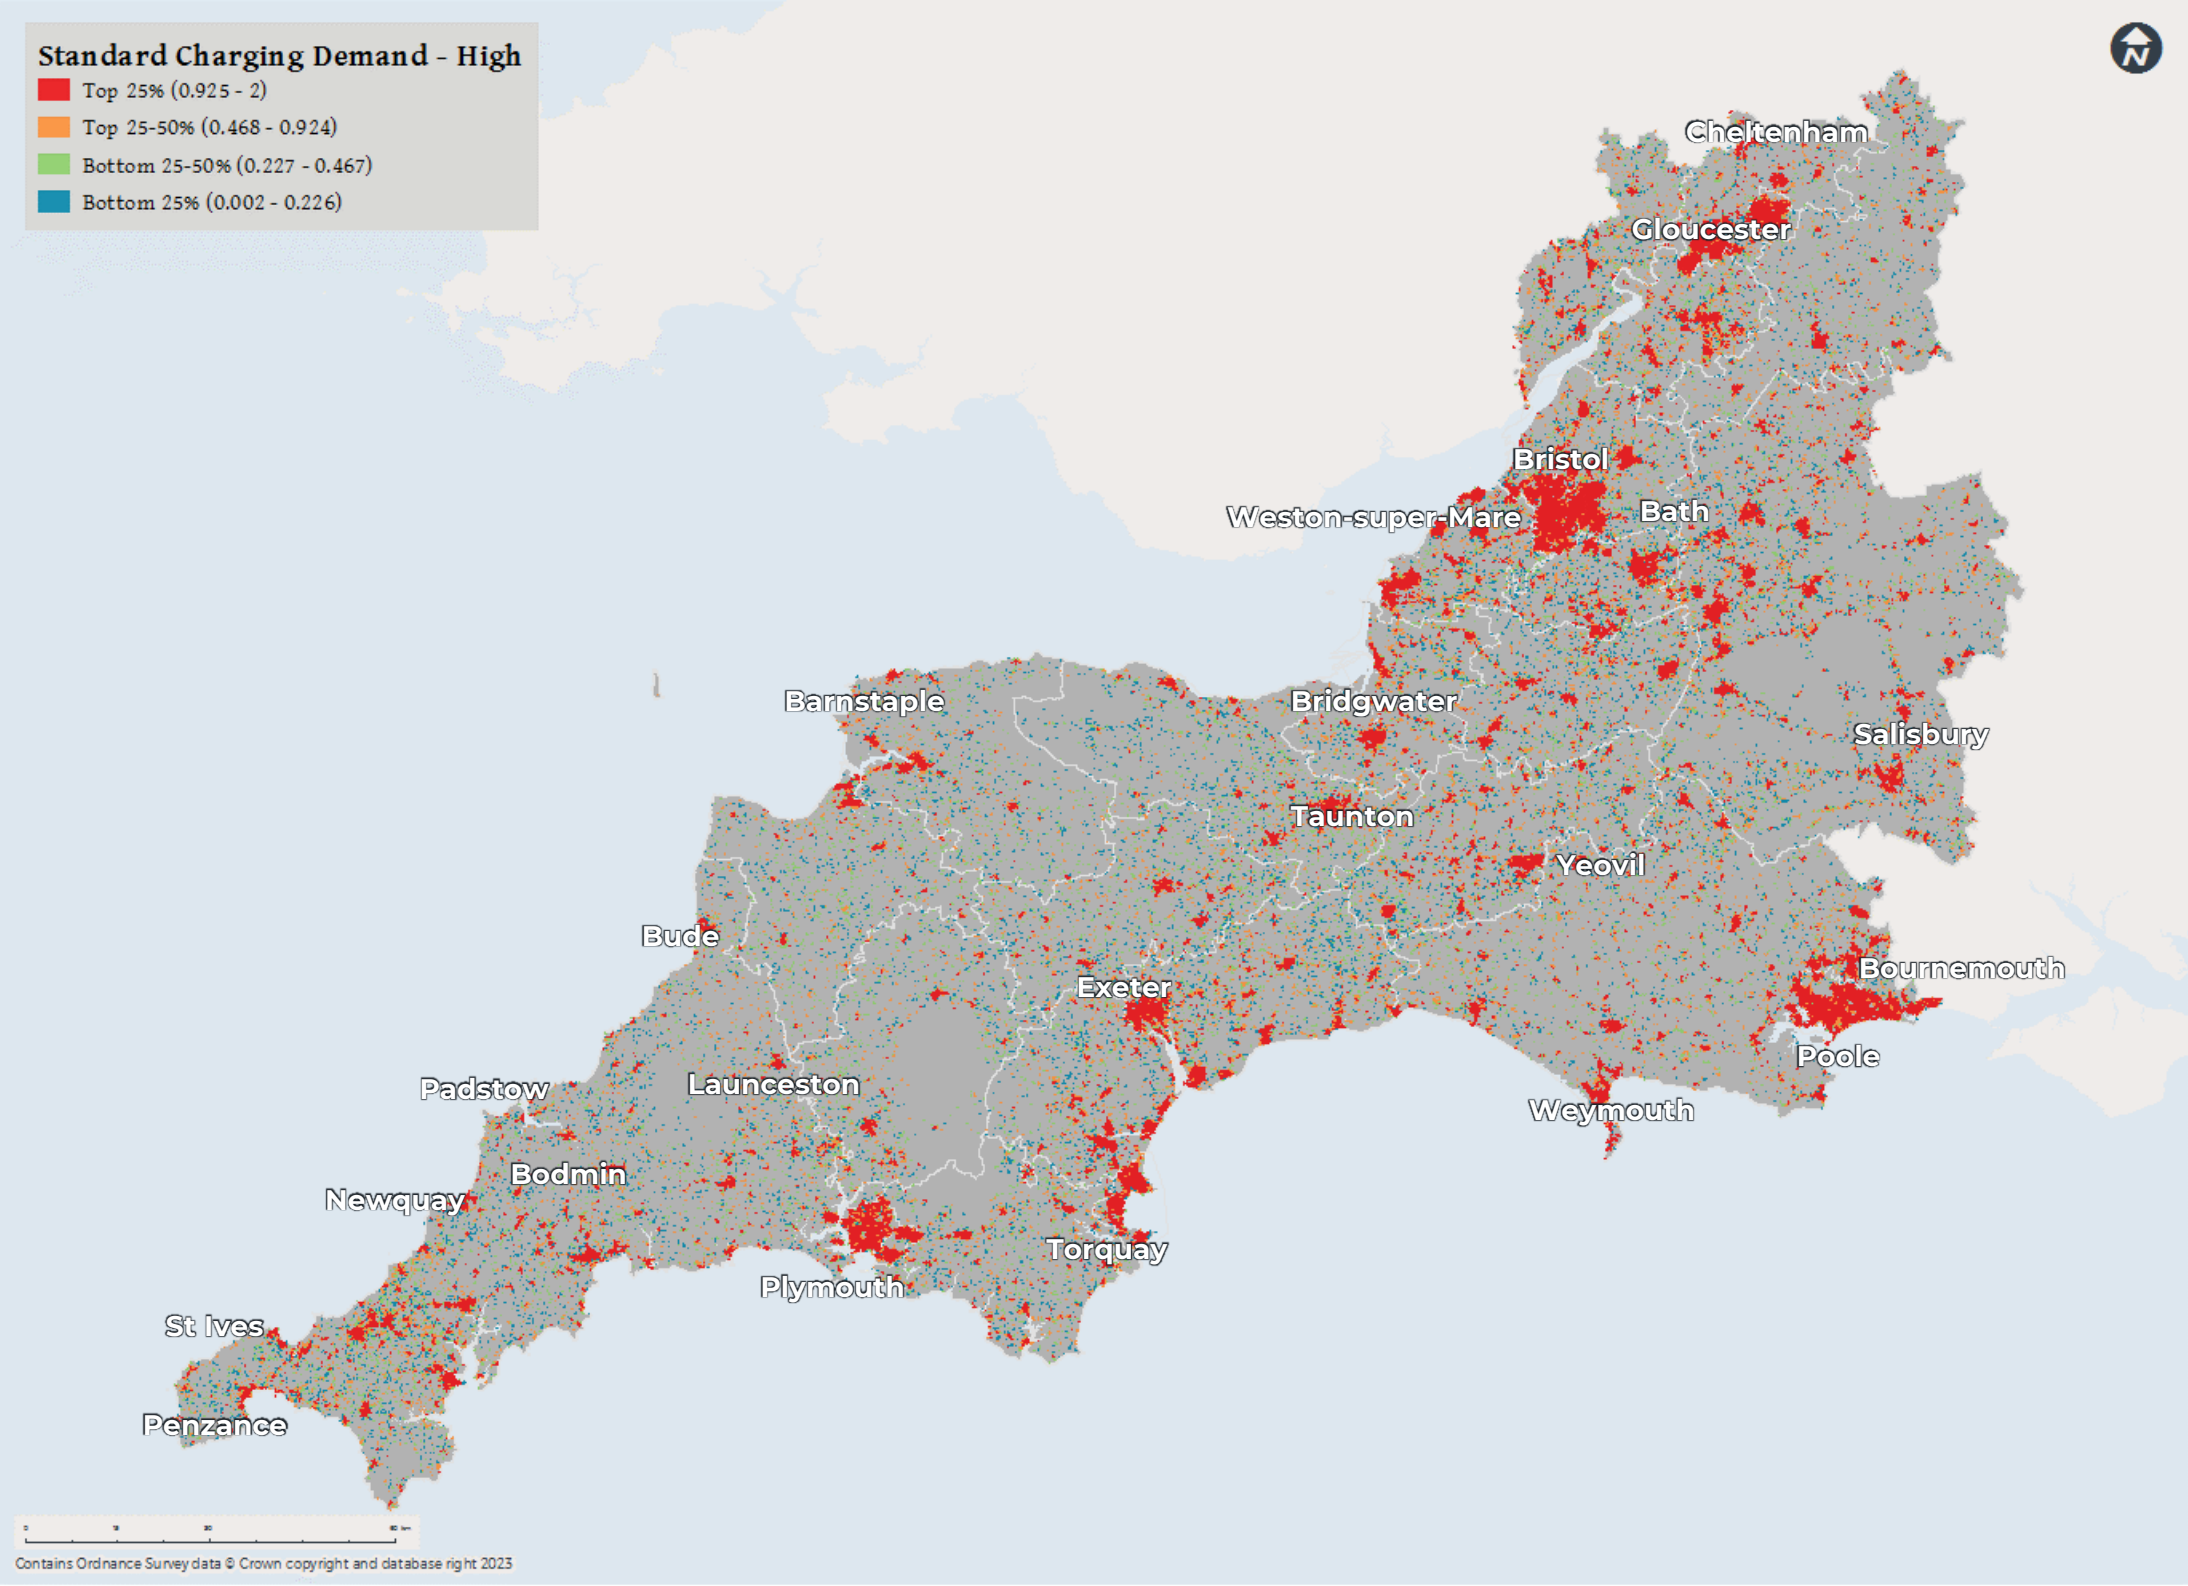 Standard Charging Demand - High
Top 25% (0.925 - 2)
Top 25-50% (0.468 - 0.924)
Bottom 25-50% (0.227 - 0.467)
Bottom 25% (0.002 - 0.226)
N
Cheltenham
Gloucester
Bristol
Bath
Weston-super-Mare
Barnstaple
Bridgwater
Salisbury
Taunton
Yeovil
Bude
Bournemouth
Exeter
Poole
Launceston
Padstow
Weymouth
Bodmin
Newquay
Torquay
Plymouth
St Ives
Penzance
0
Contains Ordnance Survey data © Crown copyright and database right 2023